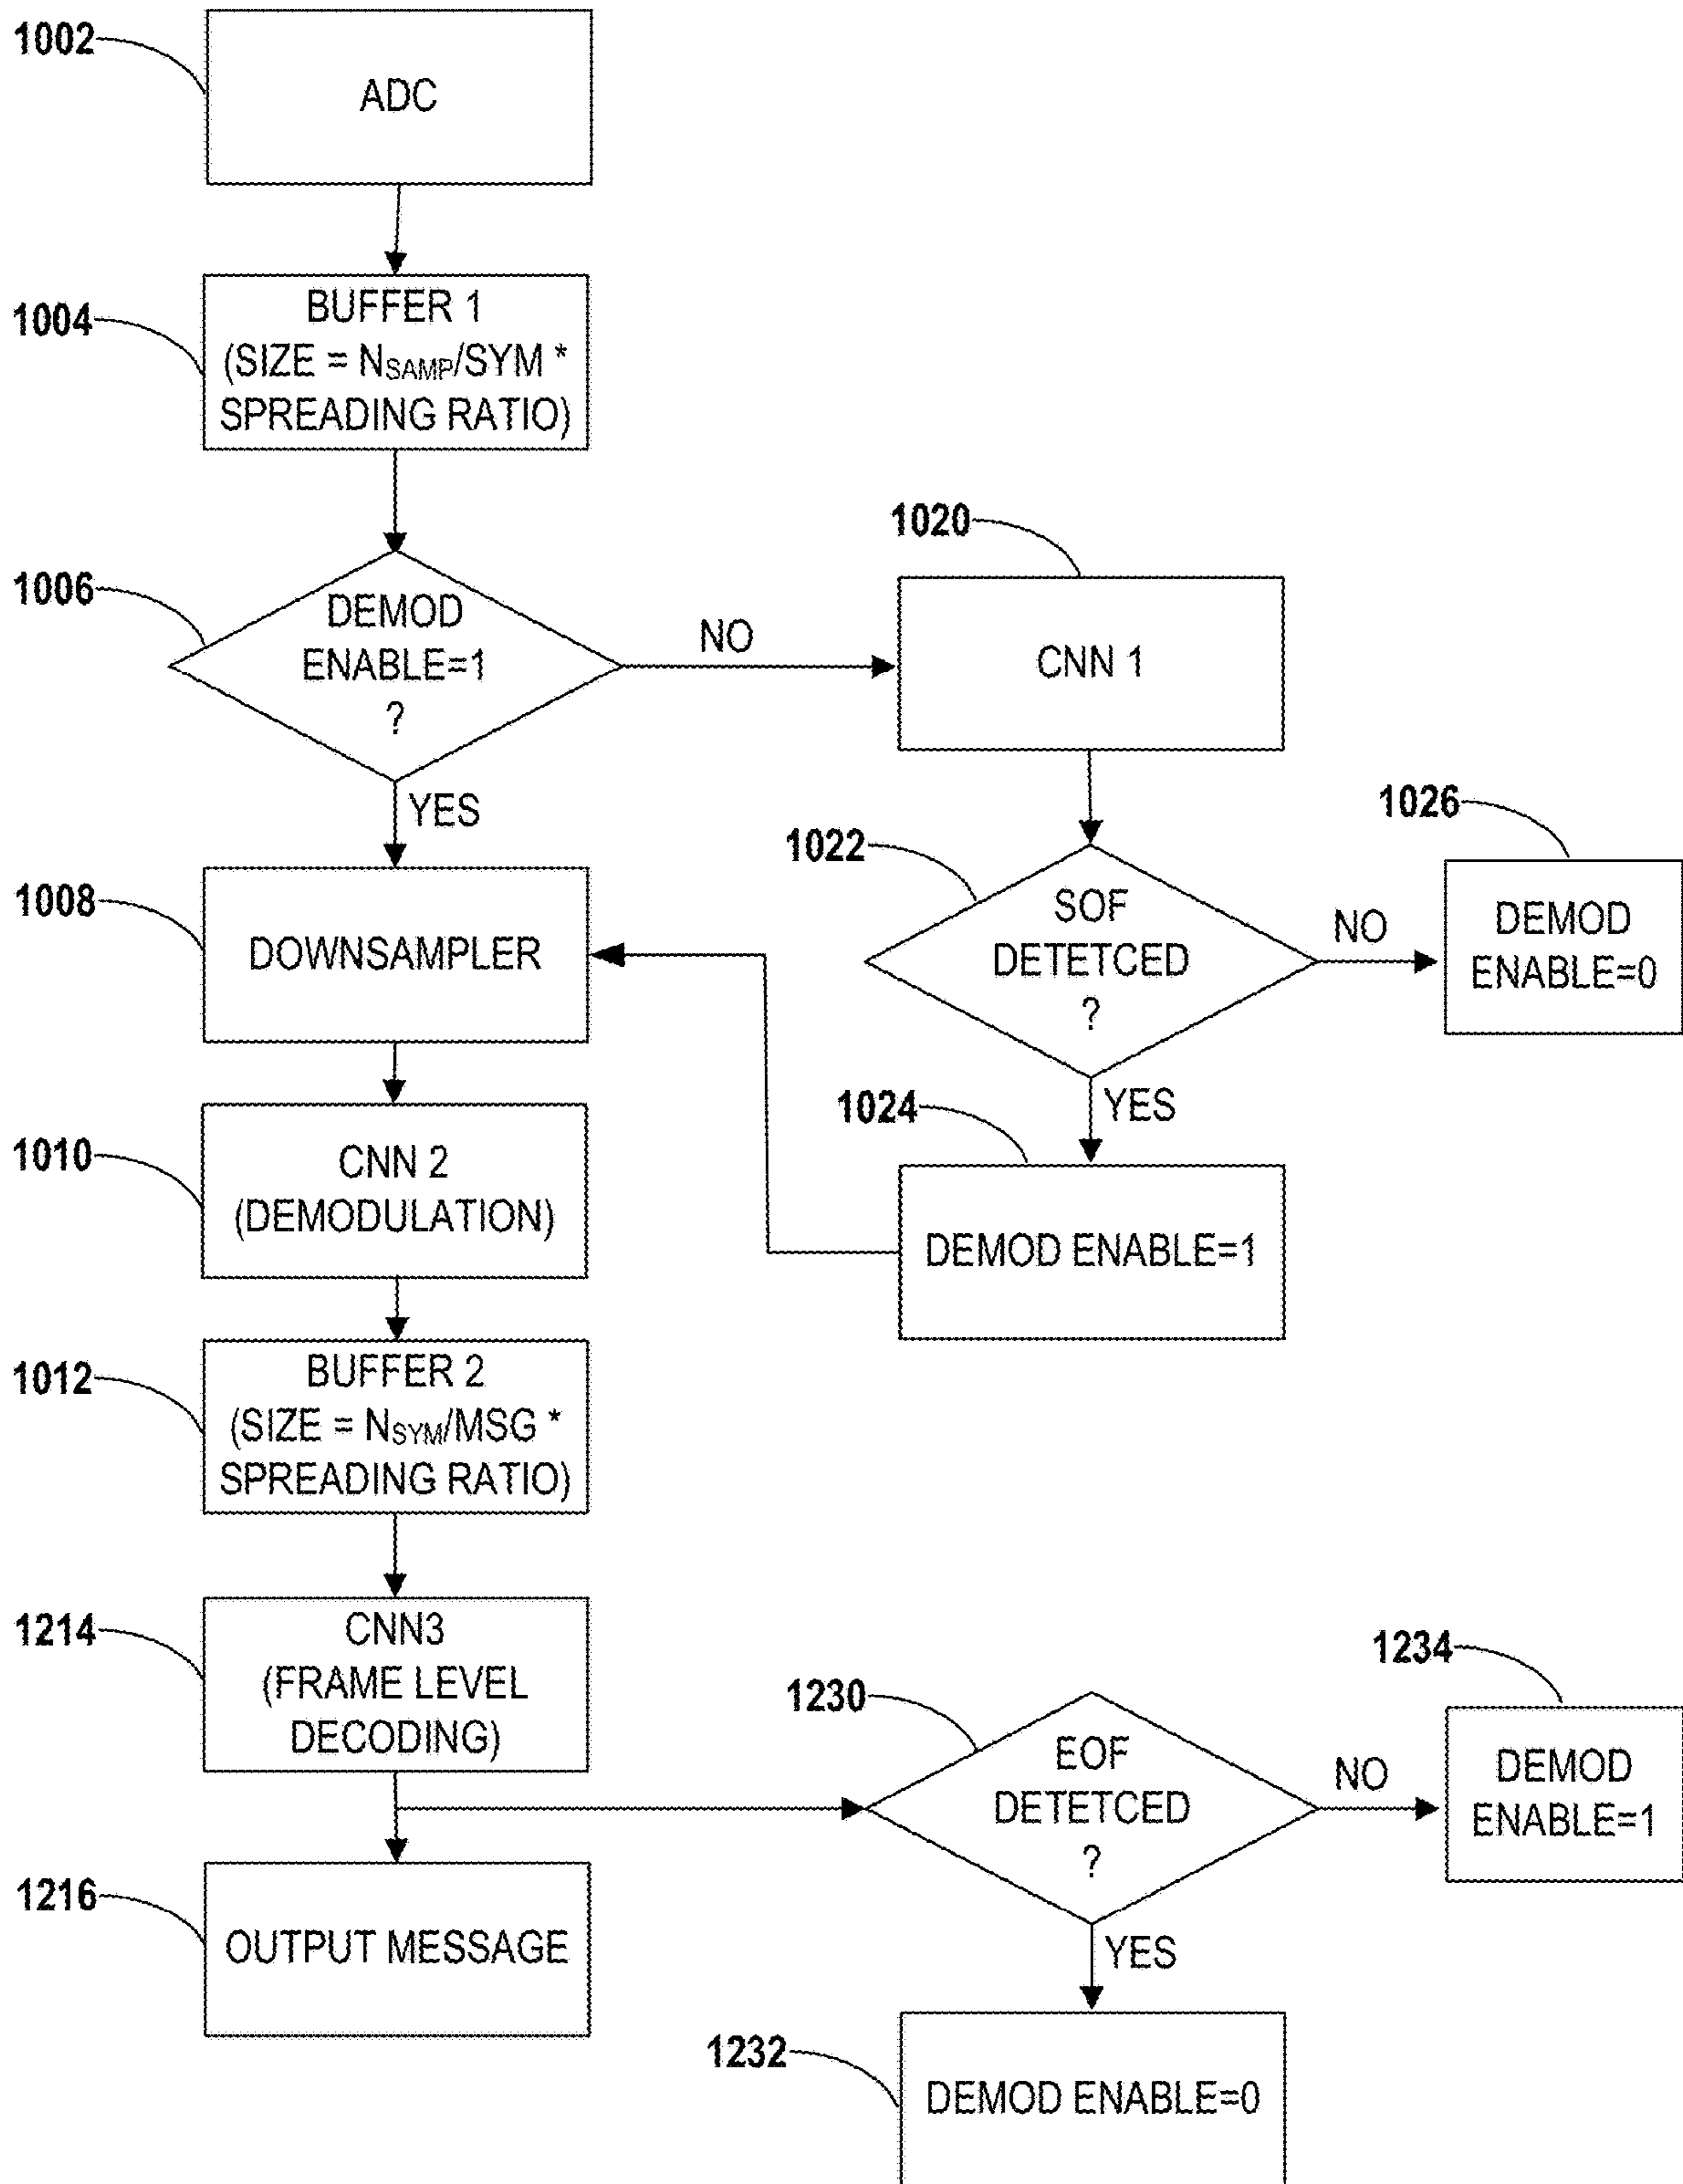 1002
ADC
1004
BUFFER 1
(SIZE = NSAMP/SYM *
SPREADING RATIO)
1006
DEMOD
ENABLE=1
?
NO
YES
1020
CNN 1
1022
SOF
DETETCED
?
NO
YES
1026
DEMOD
ENABLE=0
1024
DEMOD ENABLE=1
1008
DOWNSAMPLER
1010
CNN 2
(DEMODULATION)
1012
BUFFER 2
(SIZE = NSYM/MSG *
SPREADING RATIO)
1214
CNN3
(FRAME LEVEL
DECODING)
1230
EOF
DETETCED
?
NO
YES
1234
DEMOD
ENABLE=1
1216
OUTPUT MESSAGE
1232
DEMOD ENABLE=0